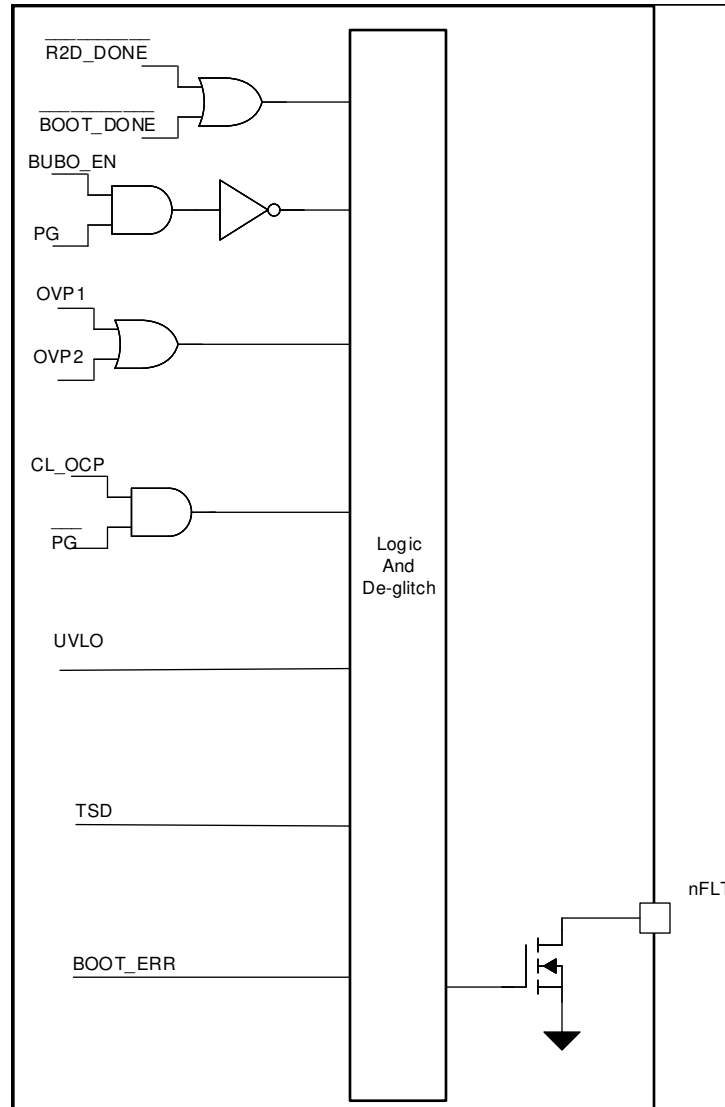 R2D_DONE
BOOT_DONE
BUBO_EN
PG
OVP1
OVP2
CL_OCP
PG
Logic
And
De-glitch
UVLO
TSD
nFLT
BOOT_ERR